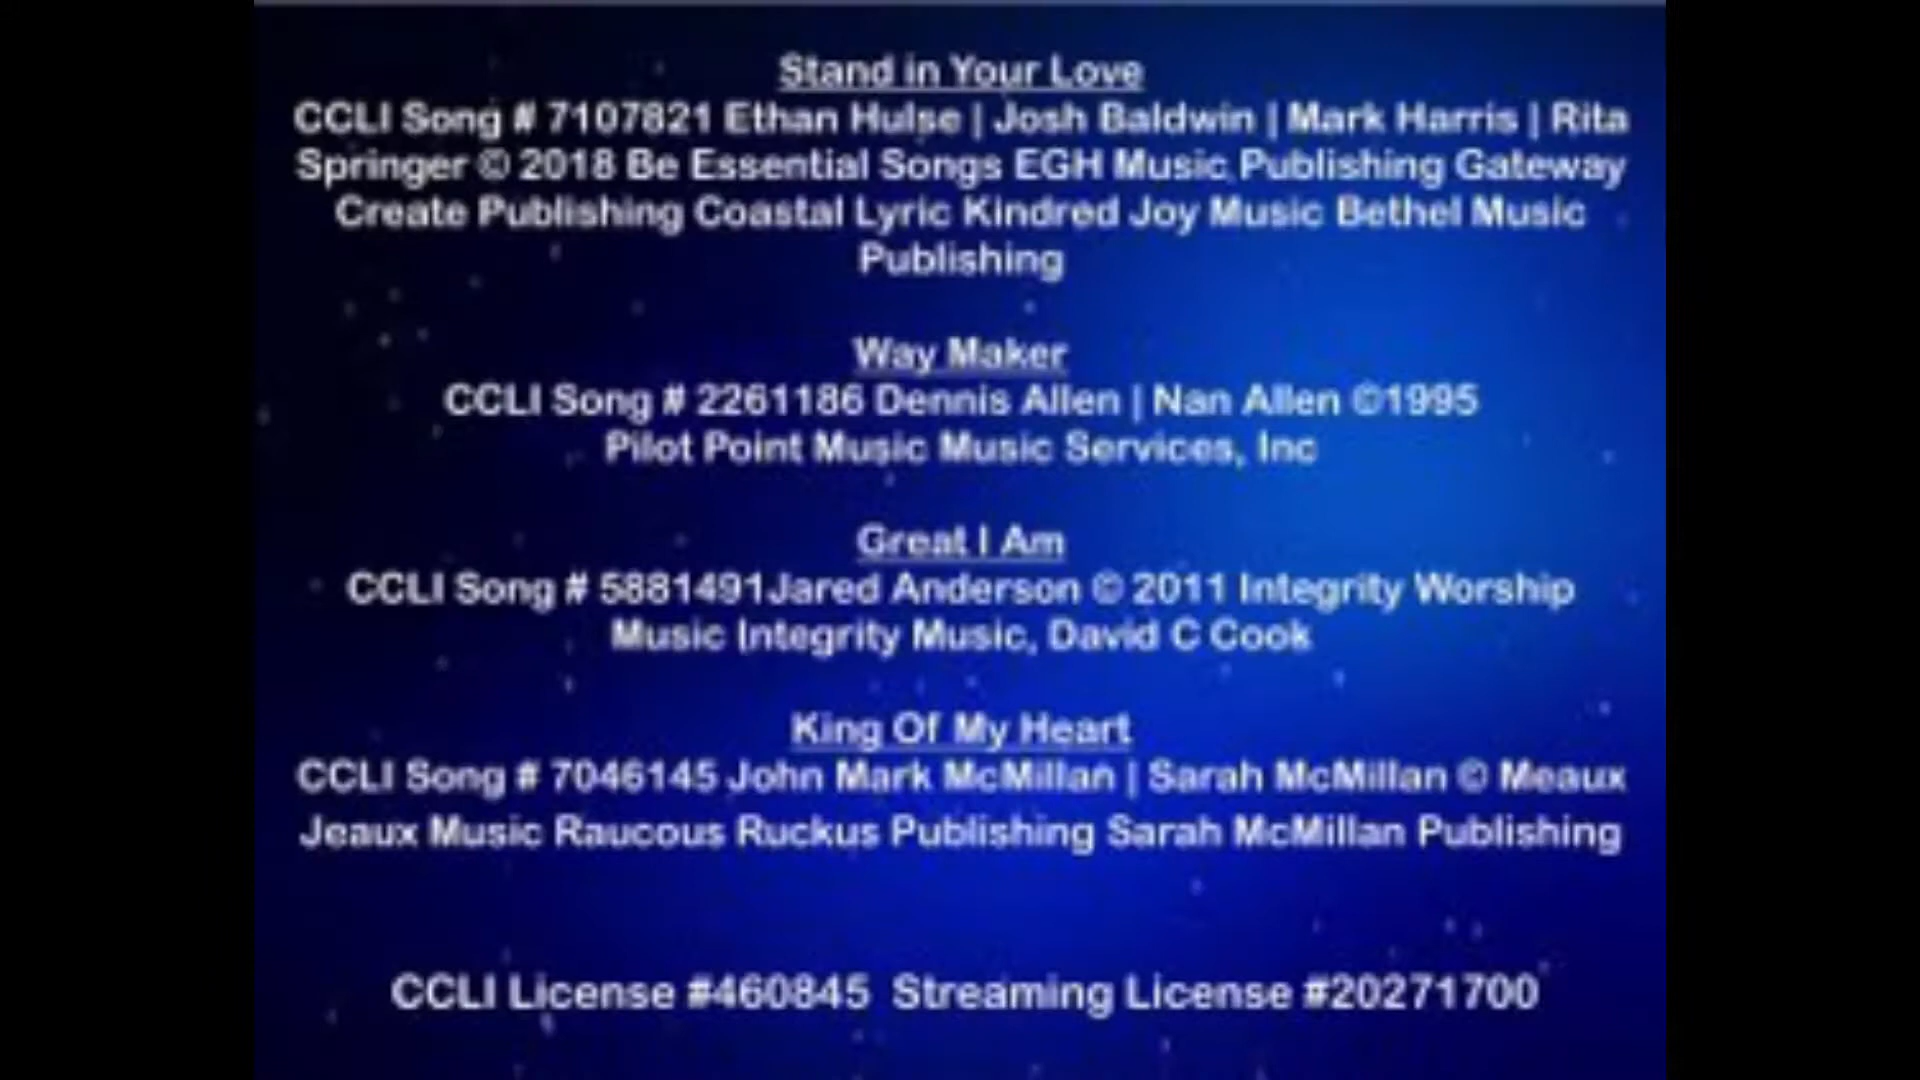 Stand in Your Love
CCLI Song # 7107821 Ethan Hulse | Josh Baldwin | Mark Harris | Rita
Springer © 2018 Be Essential Songs EGH Music Publishing Gateway
Create Publishing Coastal Lyric Kindred Joy Music Bethel Music
Publishing
Way Maker
CCLI Song # 2261186 Dennis Allen | Nan Allen ©1995
Pilot Point Music Music Services, Inc
Great I Am
CCLI Song # 5881491Jared Anderson © 2011 Integrity Worship
Music Integrity Music, David C Cook
King Of My Heart
CCLI Song # 7046145 John Mark McMillan | Sarah McMillan © Meaux
Jeaux Music Raucous Ruckus Publishing Sarah McMillan Publishing
CCLI License #460845 Streaming License #20271700